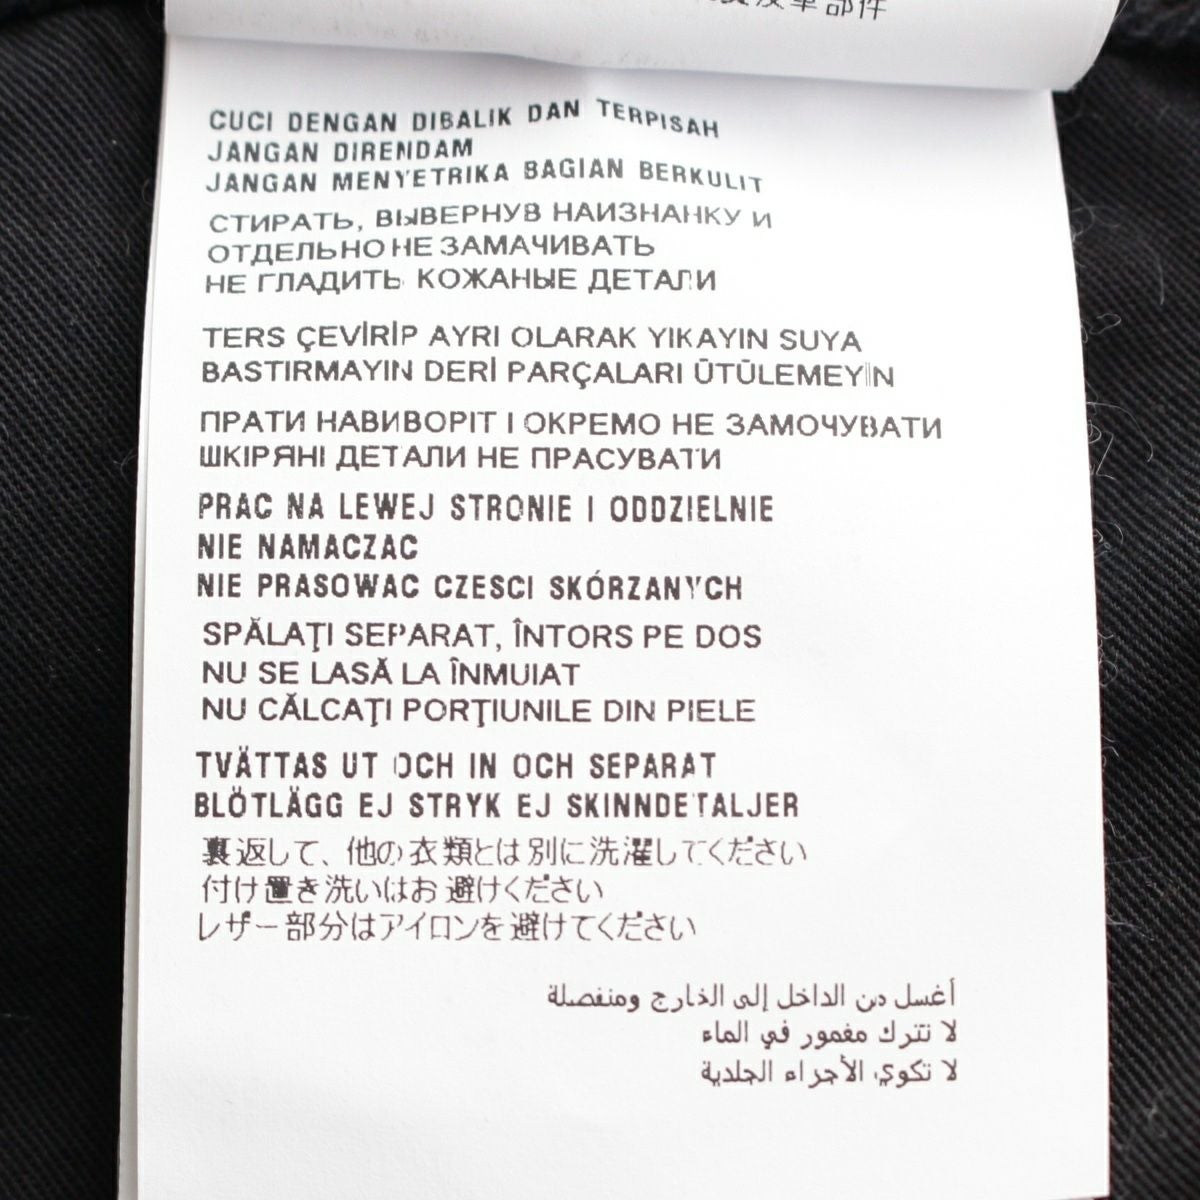 皮革部件
CUCI DENGAN DIBALIK DAN TERPISAH
JANGAN DIRENDAM
JANGAN MENYETRIKA BAGIAN BERKULIT
СТИРАТЬ, ВЫВЕРНУВ НАИЗНАНКУ И
ОТДЕЛЬНО НЕ ЗАМАЧИВАТЬ
НЕ ГЛАДИТЬ КОЖАНЫЕ ДЕТАЛИ
TERS ÇEVİRİP AYRI OLARAK YIKAYIN SUYA
BASTIRMAYIN DERİ PARÇALARI ŪTŪLEMEYİN
ПРАТИ НАВИВОРІТ І ОКРЕМО НЕ ЗАМОЧУВАТИ
ШКІРЯНІ ДЕТАЛИ НЕ ПРАСУВАТИ
PRAC NA LEWEJ STRONIE I ODDZIELNIE
NIE NAMACZAC
NIE PRASOWAC CZESCI SKÓRZANYCH
SPĂLAŢI SEPARAT, ÎNTORS PE DOS
NU SE LASĂ LA ÎNMUIAT
NU CĂLCAŢI PORŢIUNILE DIN PIELE
TVÄTTAS UT OCH IN OCH SEPARAT
BLÖTLÄGG EJ STRYK EJ SKINNDETALJER
裏返して、他の衣類とは別に洗濯してください
付け置き洗いはお避けください
レザー部分はアイロンを避けてください
أغسل من الداخل إلى الخارج ومنفصلة
لا تترك مغمور في الماء
لا تكوي الأجراء الجلدية